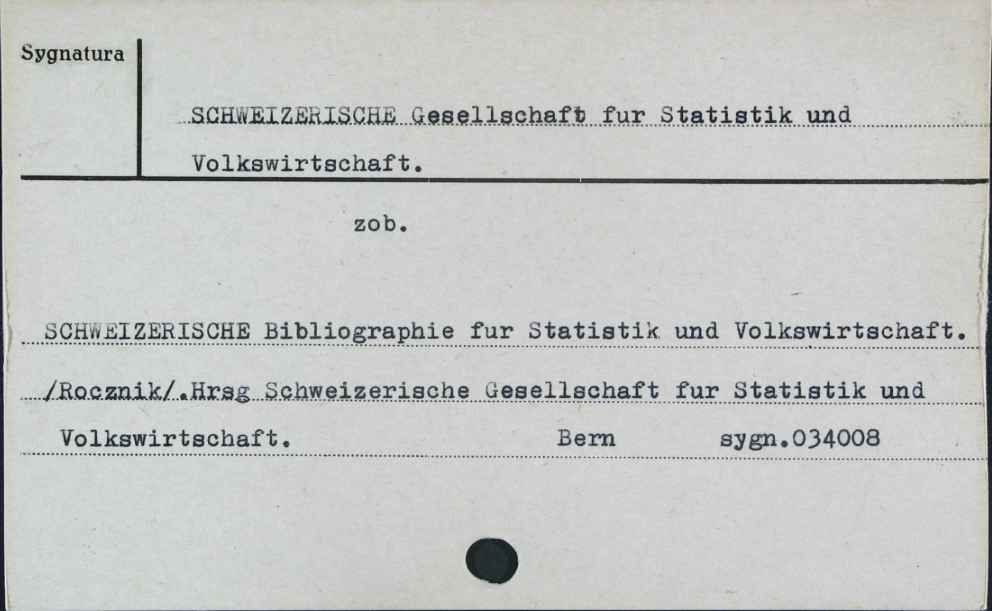 Sygnatura
SCHWEIZERISCHE Gesellschaft fur Statistik und
Volkswirtschaft.
zob.
SCHWEIZERISCHE Bibliographie fur Statistik und Volkswirtschaft.
/Rocznik/.Hrsg Schweizerische Gesellschaft fur Statistik und
Volkswirtschaft. Bern sygn.034008